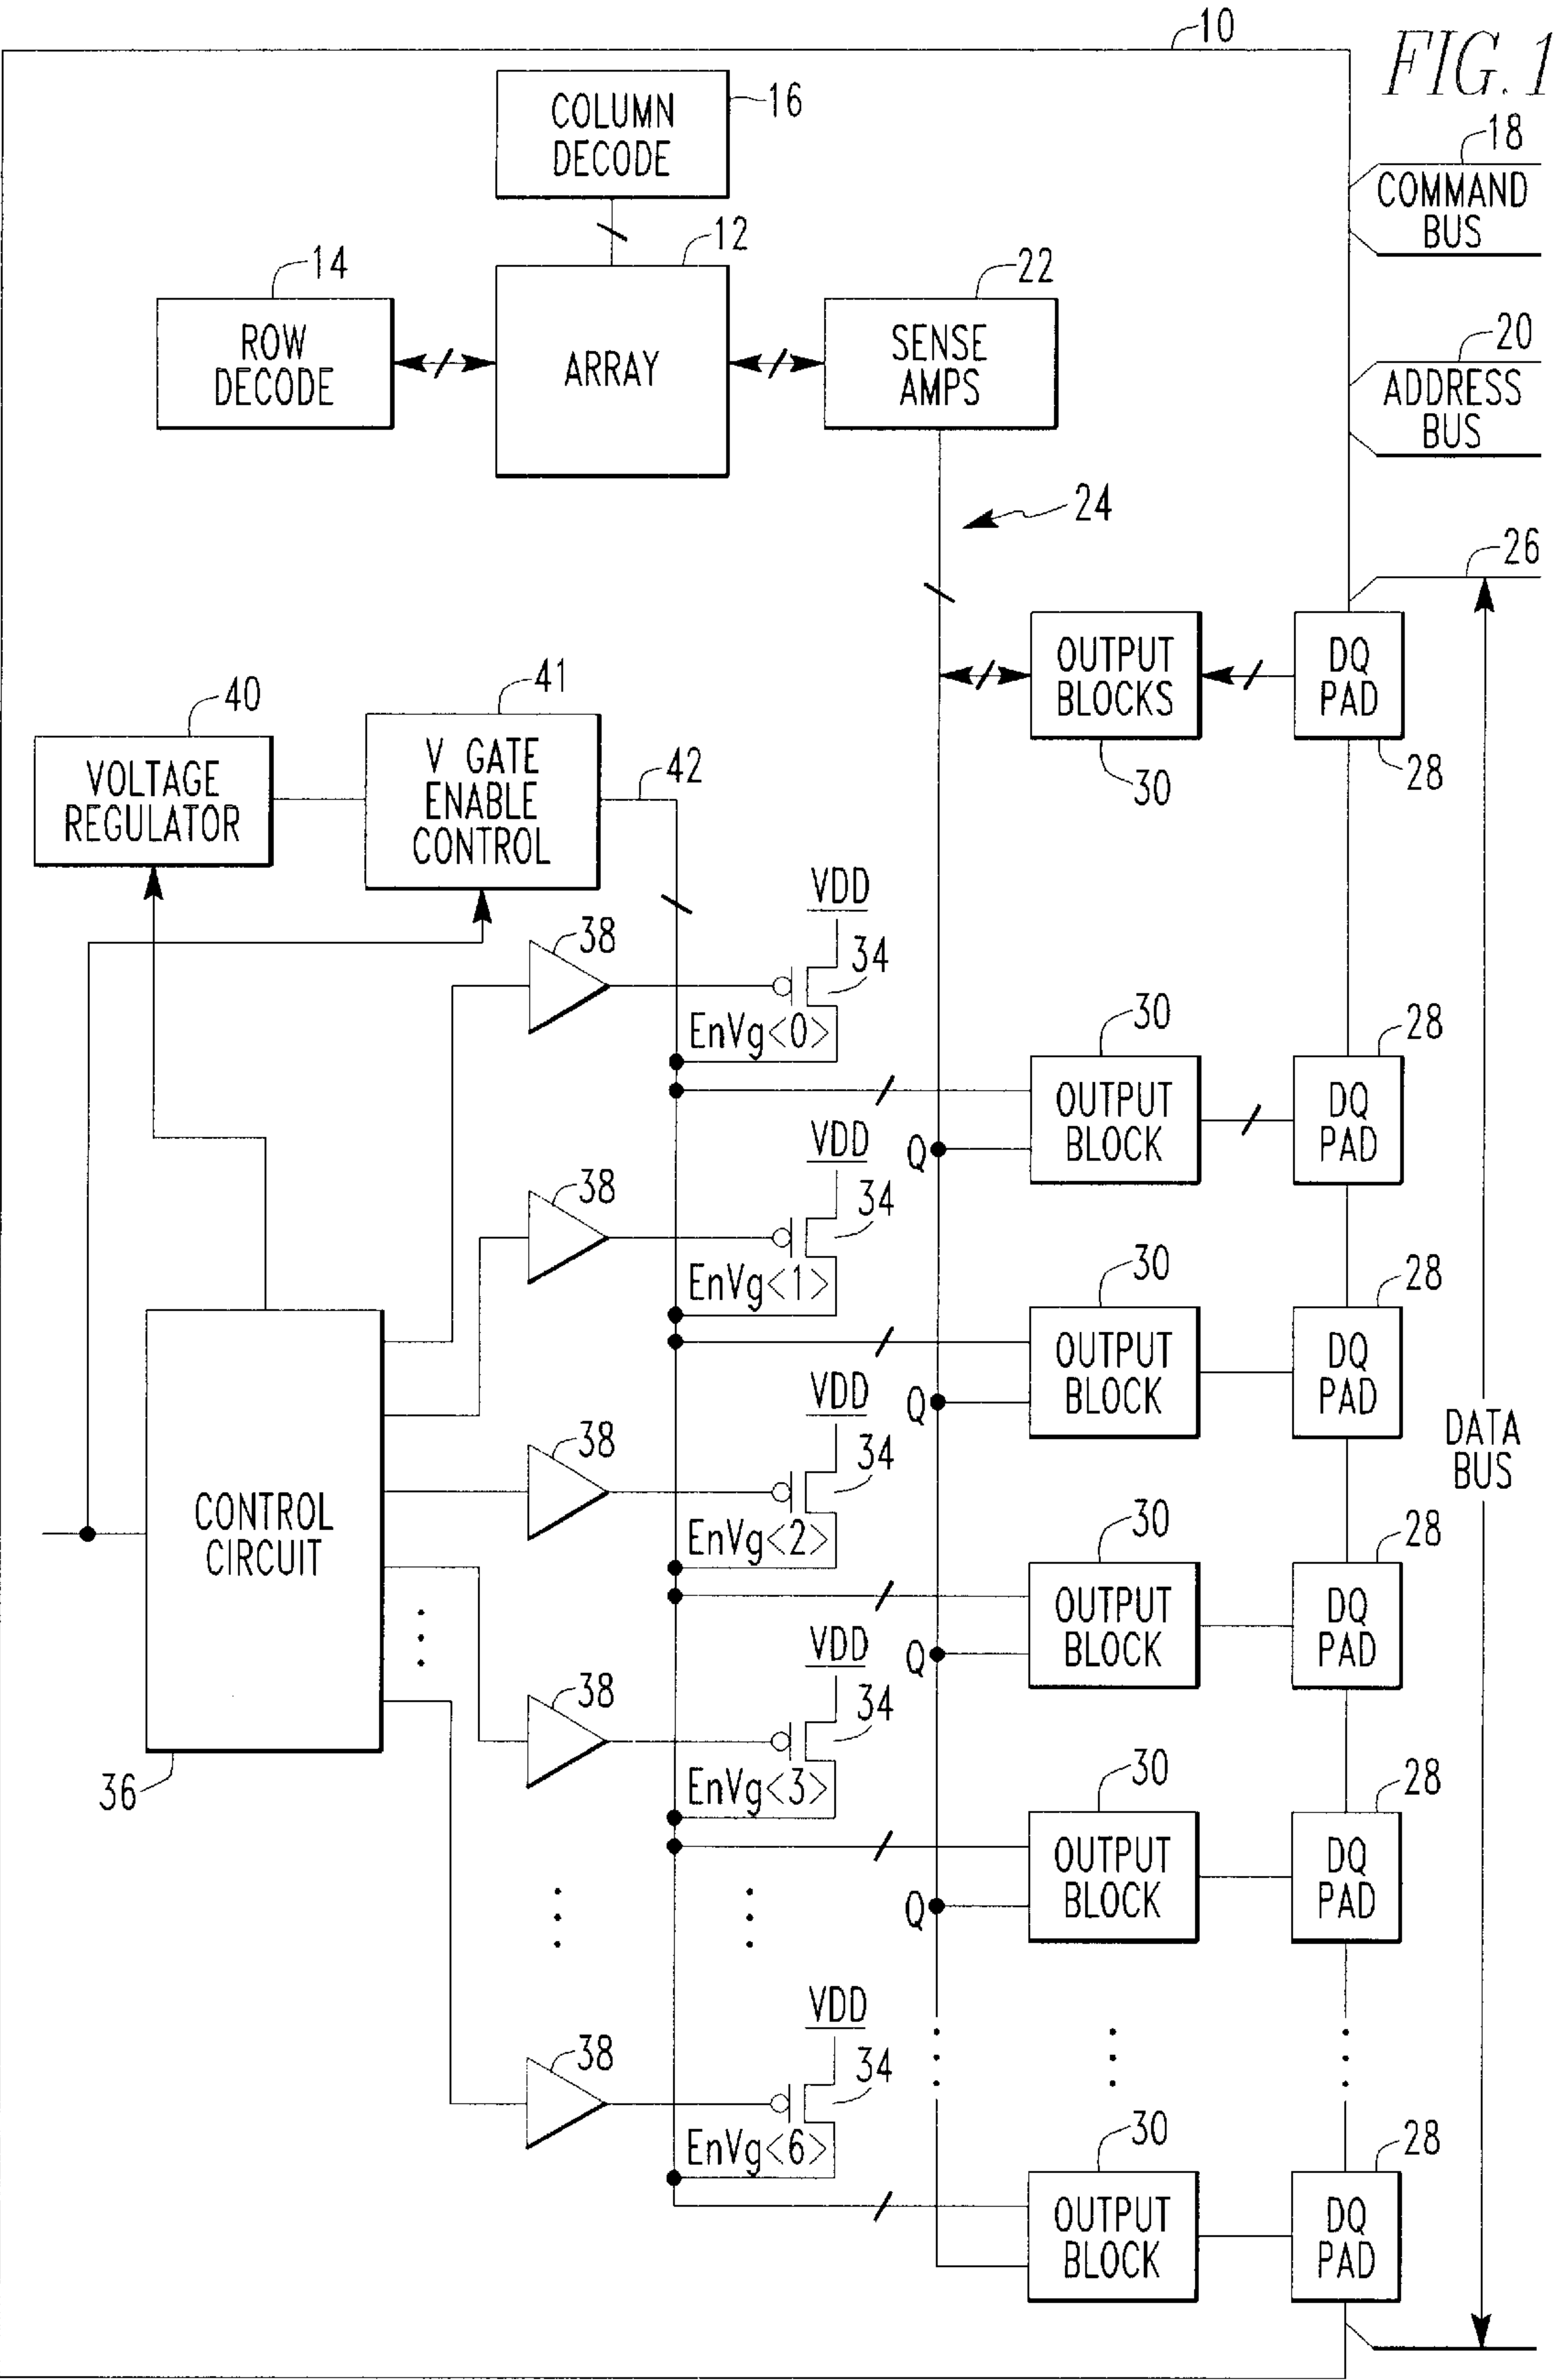 10
FIG. 1
COLUMN
DECODE
16
18
COMMAND
BUS
14
12
22
ROW
DECODE
ARRAY
SENSE
AMPS
20
ADDRESS
BUS
24
26
OUTPUT
BLOCKS
30
DQ
PAD
28
40
VOLTAGE
REGULATOR
41
V GATE
ENABLE
CONTROL
42
38
VDD
34
EnVg<0>
30
OUTPUT
BLOCK
Q
28
DQ
PAD
38
VDD
34
EnVg<1>
30
OUTPUT
BLOCK
Q
28
DQ
PAD
DATA
BUS
CONTROL
CIRCUIT
36
38
VDD
34
EnVg<2>
30
OUTPUT
BLOCK
Q
28
DQ
PAD
38
VDD
34
EnVg<3>
30
OUTPUT
BLOCK
Q
28
DQ
PAD
38
VDD
34
EnVg<6>
30
OUTPUT
BLOCK
28
DQ
PAD